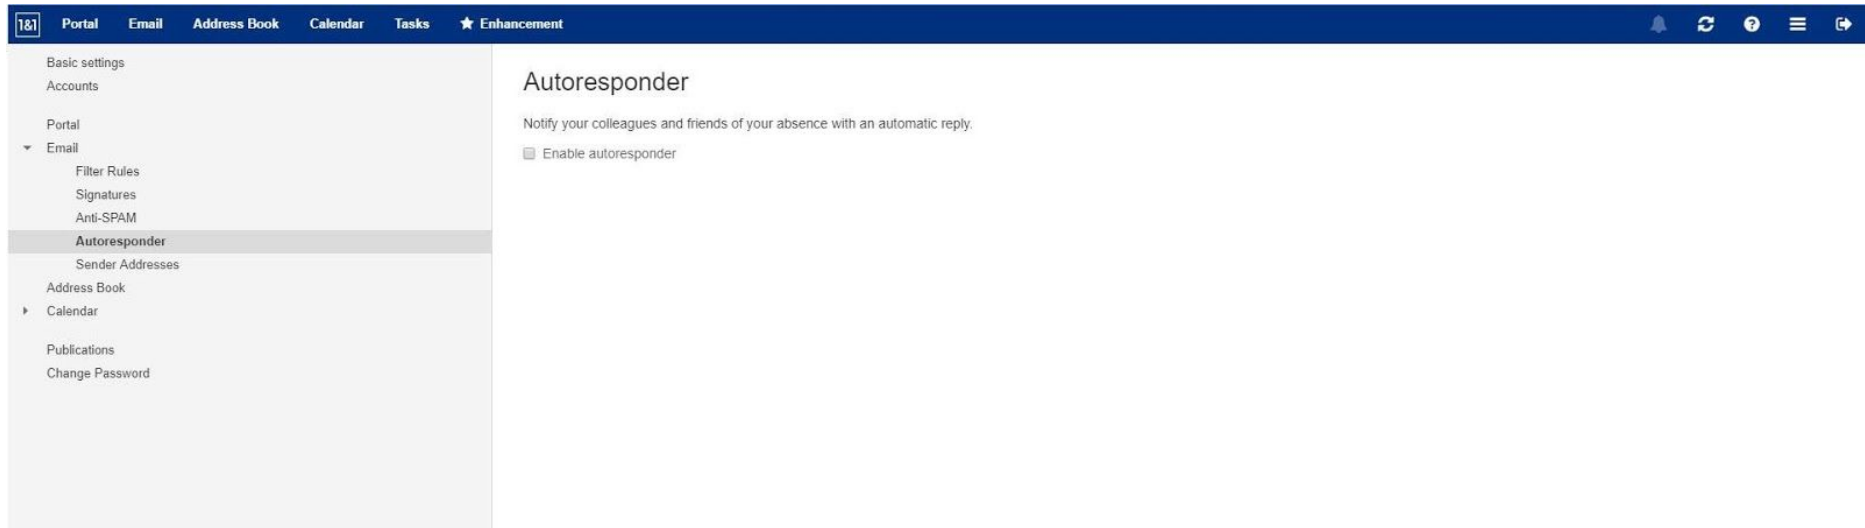 1&1 Portal Email Address Book Calendar Tasks Enhancement
Basic settings
Accounts
Portal
Email
Filter Rules
Signatures
Anti-SPAM
Autoresponder
Sender Addresses
Address Book
Calendar
Publications
Change Password
Autoresponder
Notify your colleagues and friends of your absence with an automatic reply.
Enable autoresponder